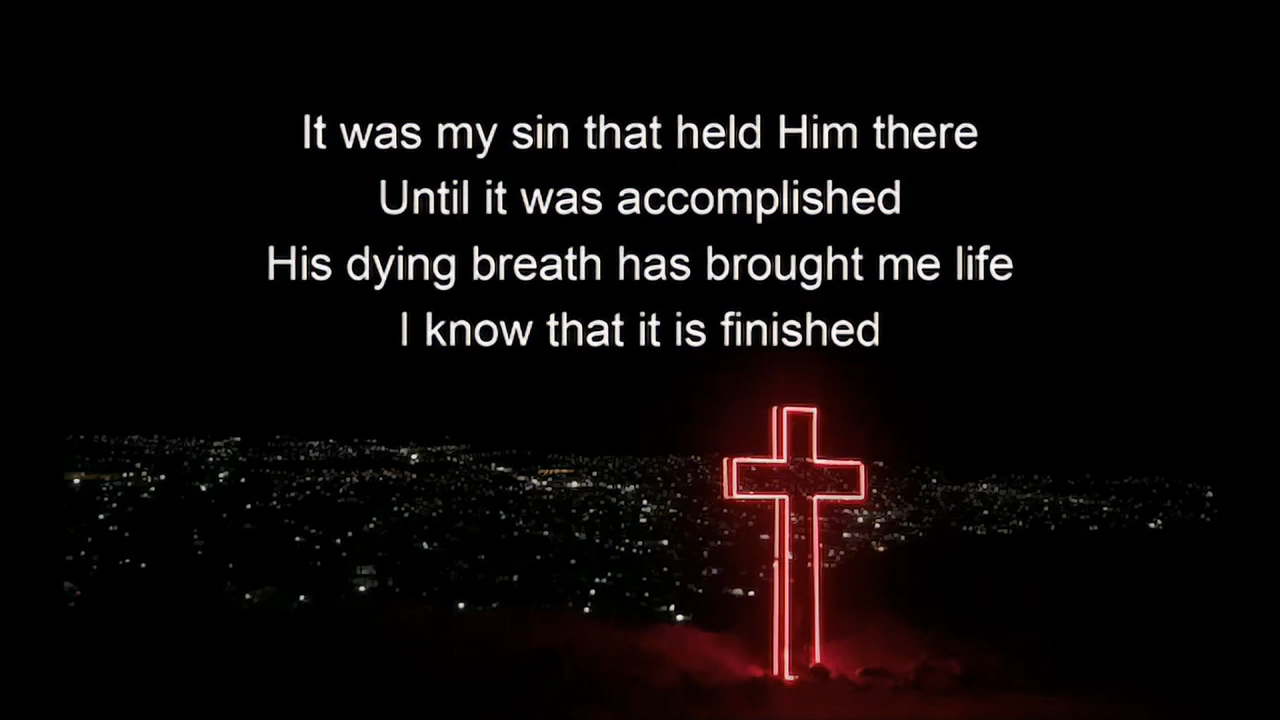 It was my sin that held Him there
Until it was accomplished
His dying breath has brought me life
I know that it is finished